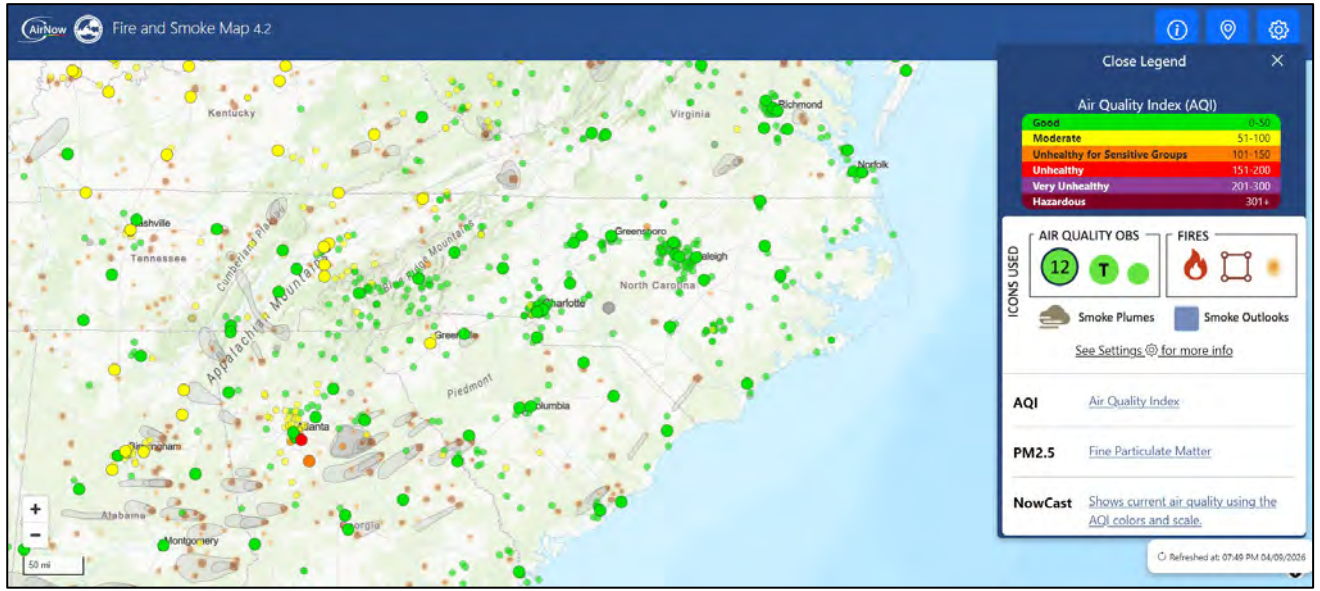 AirNow
Fire and Smoke Map 4.2
Close Legend
Air Quality Index (AQI)
Good 0-50
Moderate 51-100
Unhealthy for Sensitive Groups 101-150
Unhealthy 151-200
Very Unhealthy 201-300
Hazardous 301+
ICONS USED
AIR QUALITY OBS
FIRES
12
T
Smoke Plumes
Smoke Outlooks
See Settings for more info
AQI Air Quality Index
PM2.5 Fine Particulate Matter
NowCast Shows current air quality using the
AQI colors and scale.
Refreshed at: 07:49 PM 04/09/2026
Kentucky
Virginia
Richmond
Norfolk
Tennessee
Cumberland Plateau
Appalachian Mountains
Blue Ridge Mountains
Greensboro
North Carolina
Charlotte
Piedmont
Atlanta
Birmingham
Alabama
Georgia
Montgomery
+
−
50 mi